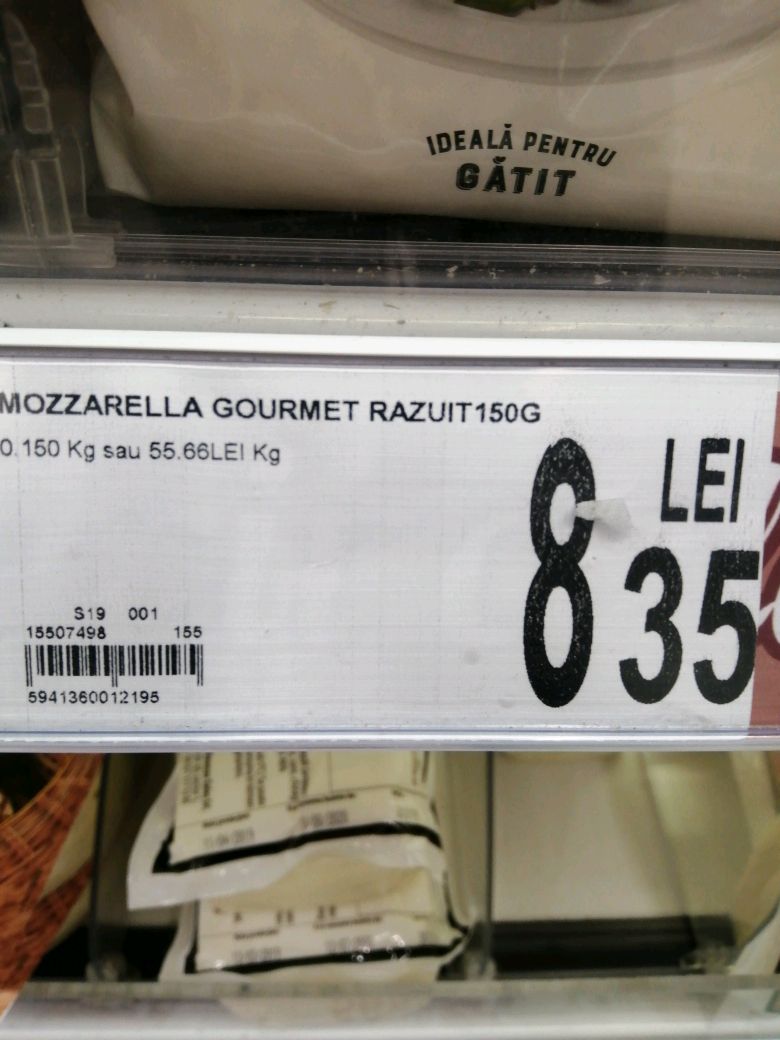 IDEALĂ PENTRU
GĂTIT
MOZZARELLA GOURMET RAZUIT150G
0.150 Kg sau 55.66LEI Kg
8 LEI
35
S19 001
15507498 155
5941360012195